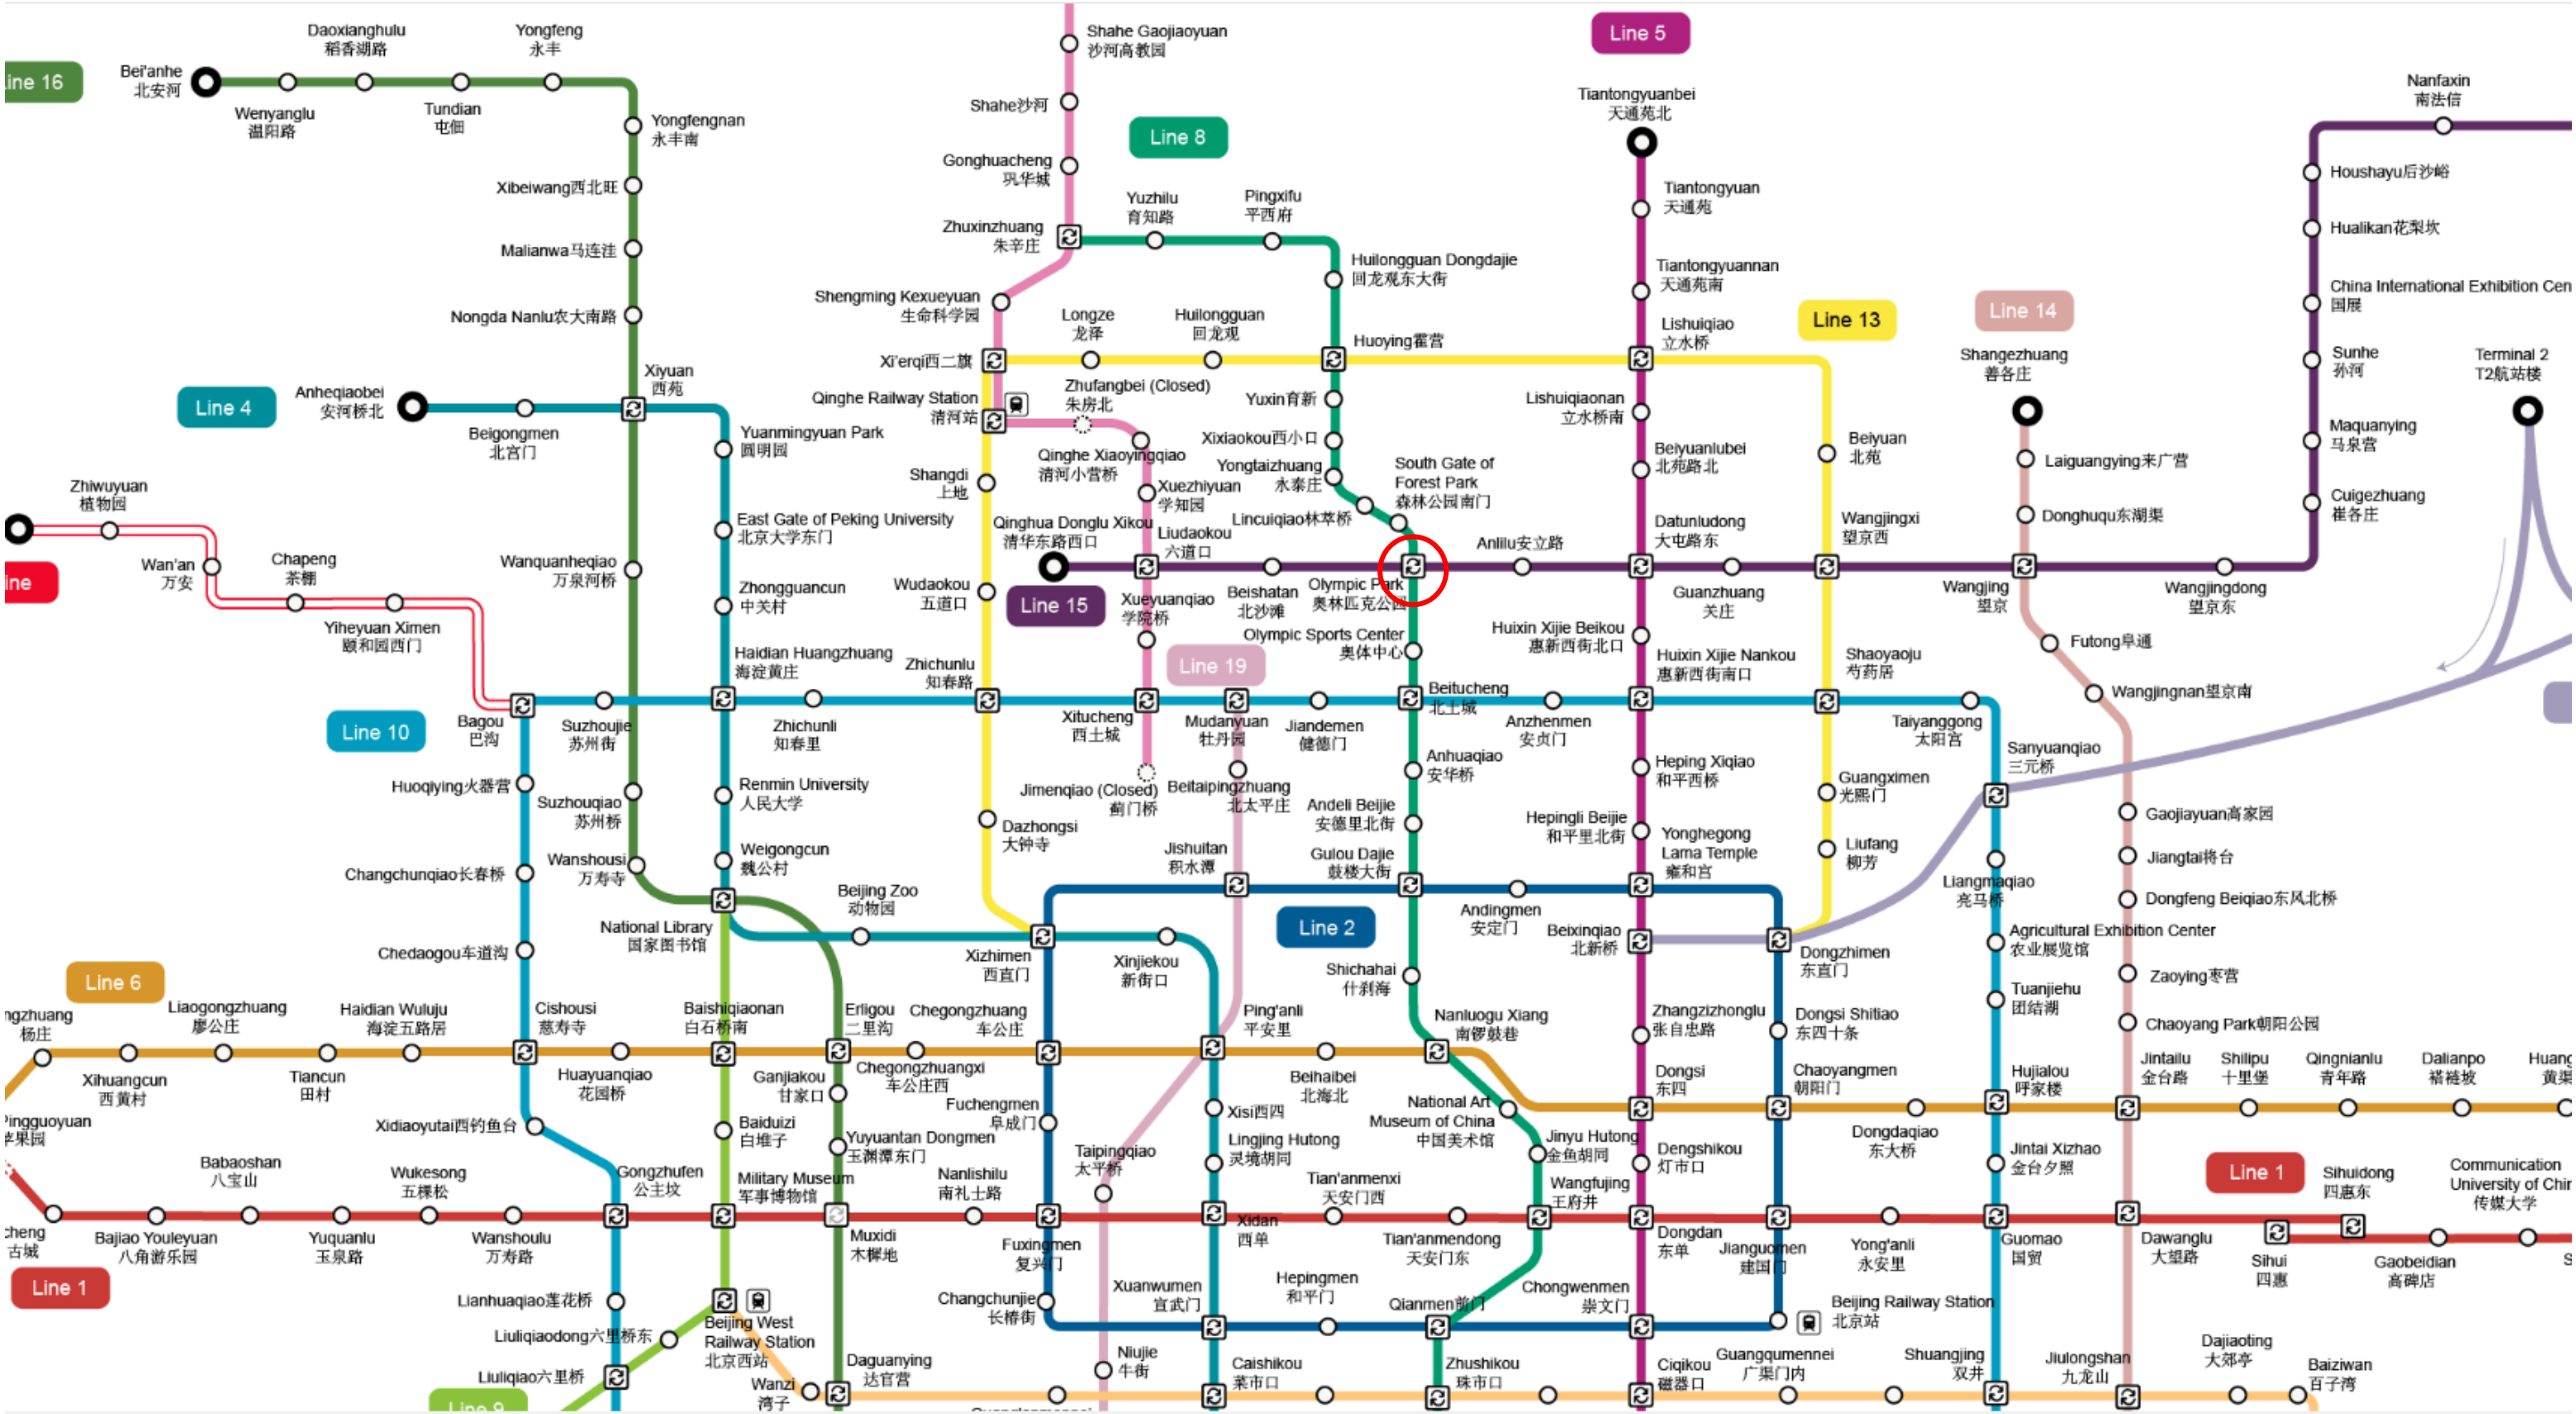 Shahe Gaojiaoyuan
沙河高教园
Line 5
Daoxianghulu
稻香湖路
Yongfeng
永丰
Bei'anhe
北安河
ine 16
Wenyanglu
温阳路
Tundian
屯佃
Yongfengnan
永丰南
Shahe沙河
Line 8
Tiantongyuanbei
天通苑北
Nanfaxin
南法信
Gonghuacheng
巩华城
Xibeiwang西北旺
Yuzhilu
育知路
Pingxifu
平西府
Tiantongyuan
天通苑
Houshayu后沙峪
Zhuxinzhuang
朱辛庄
Hualikan花梨坎
Malianwa马连洼
Huilongguan Dongdajie
回龙观东大街
Tiantongyuannan
天通苑南
China International Exhibition Cen
国展
Shengming Kexueyuan
生命科学园
Nongda Nanlu农大南路
Longze
龙泽
Huilongguan
回龙观
Huoying霍营
Lishuiqiao
立水桥
Line 13
Line 14
Xi'erqi西二旗
Shangezhuang
善各庄
Sunhe
孙河
Terminal 2
T2航站楼
Xiyuan
西苑
Anheqiaobei
安河桥北
Line 4
Qinghe Railway Station
清河站
Zhufangbei (Closed)
朱房北
Yuxin育新
Lishuiqiaonan
立水桥南
Beigongmen
北宫门
Yuanmingyuan Park
圆明园
Xixiaokou西小口
Beiyuan
北苑
Maquanying
马泉营
Qinghe Xiaoyingqiao
清河小营桥
Yongtaizhuang
永泰庄
South Gate of
Forest Park
森林公园南门
Beiyuanlubei
北苑路北
Laiguangying来广营
Shangdi
上地
Xuezhiyuan
学知园
Zhiwuyuan
植物园
Cuigezhuang
崔各庄
East Gate of Peking University
北京大学东门
Qinghua Donglu Xikou
清华东路西口
Liudaokou
六道口
Lincuiqiao林萃桥
Anlilu安立路
Datunludong
大屯路东
Wangjingxi
望京西
Donghuqu东湖渠
Wan'an
万安
Chapeng
茶棚
Wanquanheqiao
万泉河桥
ine
Zhongguancun
中关村
Wudaokou
五道口
Line 15
Xueyuanqiao
学院桥
Beishatan
北沙滩
Olympic Park
奥林匹克公园
Guanzhuang
关庄
Wangjing
望京
Wangjingdong
望京东
Yiheyuan Ximen
颐和园西门
Olympic Sports Center
奥体中心
Huixin Xijie Beikou
惠新西街北口
Futong阜通
Haidian Huangzhuang
海淀黄庄
Zhichunlu
知春路
Line 19
Huixin Xijie Nankou
惠新西街南口
Shaoyaoju
芍药居
Wangjingnan望京南
Line 10
Bagou
巴沟
Suzhoujie
苏州街
Zhichunli
知春里
Xitucheng
西土城
Mudanyuan
牡丹园
Jiandemen
健德门
Beitucheng
北土城
Anzhenmen
安贞门
Taiyanggong
太阳宫
Sanyuanqiao
三元桥
Huoqiying火器营
Suzhouqiao
苏州桥
Renmin University
人民大学
Jimenqiao (Closed)
蓟门桥
Beitaipingzhuang
北太平庄
Anhuaqiao
安华桥
Heping Xiqiao
和平西桥
Guangximen
光熙门
Andeli Beijie
安德里北街
Gaojiayuan高家园
Dazhongsi
大钟寺
Hepingli Beijie
和平里北街
Yonghegong
Lama Temple
雍和宫
Liufang
柳芳
Wanshousi
万寿寺
Weigongcun
魏公村
Jishuitan
积水潭
Gulou Dajie
鼓楼大街
Jiangtai将台
Changchunqiao长春桥
Beijing Zoo
动物园
Liangmaqiao
亮马桥
Dongfeng Beiqiao东风北桥
National Library
国家图书馆
Line 2
Andingmen
安定门
Beixinqiao
北新桥
Agricultural Exhibition Center
农业展览馆
Chedaogou车道沟
Xizhimen
西直门
Xinjiekou
新街口
Dongzhimen
东直门
Line 6
Shichahai
什刹海
Zaoying枣营
Tuanjiehu
团结湖
ngzhuang
杨庄
Liaogongzhuang
廖公庄
Haidian Wuluju
海淀五路居
Cishousi
慈寿寺
Baishiqiaonan
白石桥南
Erligou
二里沟
Chegongzhuang
车公庄
Ping'anli
平安里
Nanluogu Xiang
南锣鼓巷
Zhangzizhonglu
张自忠路
Dongsi Shitiao
东四十条
Chaoyang Park朝阳公园
Xihuangcun
西黄村
Tiancun
田村
Huayuanqiao
花园桥
Ganjiakou
甘家口
Chegongzhuangxi
车公庄西
Beihaibei
北海北
Dongsi
东四
Chaoyangmen
朝阳门
Hujialou
呼家楼
Jintailu
金台路
Shilipu
十里堡
Qingnianlu
青年路
Dalianpo
褡裢坡
Huang
黄渠
Fuchengmen
阜成门
Xisi西四
National Art
Museum of China
中国美术馆
Pingguoyuan
苹果园
Xidiaoyutai西钓鱼台
Baiduizi
白堆子
Yuyuantan Dongmen
玉渊潭东门
Lingjing Hutong
灵境胡同
Jinyu Hutong
金鱼胡同
Dengshikou
灯市口
Dongdaqiao
东大桥
Jintai Xizhao
金台夕照
Babaoshan
八宝山
Wukesong
五棵松
Gongzhufen
公主坟
Military Museum
军事博物馆
Nanlishilu
南礼士路
Taipingqiao
太平桥
Tian'anmenxi
天安门西
Wangfujing
王府井
Line 1
Sihuidong
四惠东
Communication
University of Chin
传媒大学
cheng
古城
Bajiao Youleyuan
八角游乐园
Yuquanlu
玉泉路
Wanshoulu
万寿路
Muxidi
木樨地
Fuxingmen
复兴门
Xidan
西单
Tian'anmendong
天安门东
Dongdan
东单
Jianguomen
建国门
Yong'anli
永安里
Guomao
国贸
Dawanglu
大望路
Sihui
四惠
Gaobeidian
高碑店
S
Line 1
Lianhuaqiao莲花桥
Changchunjie
长椿街
Xuanwumen
宣武门
Hepingmen
和平门
Qianmen前门
Chongwenmen
崇文门
Beijing Railway Station
北京站
Liuliqiaodong六里桥东
Beijing West
Railway Station
北京西站
Liuliqiao六里桥
Wanzi
湾子
Daguanying
达官营
Niujie
牛街
Caishikou
菜市口
Zhushikou
珠市口
Ciqikou
磁器口
Guangqumennei
广渠门内
Shuangjing
双井
Jiulongshan
九龙山
Dajiaoting
大郊亭
Baiziwan
百子湾
Line 9